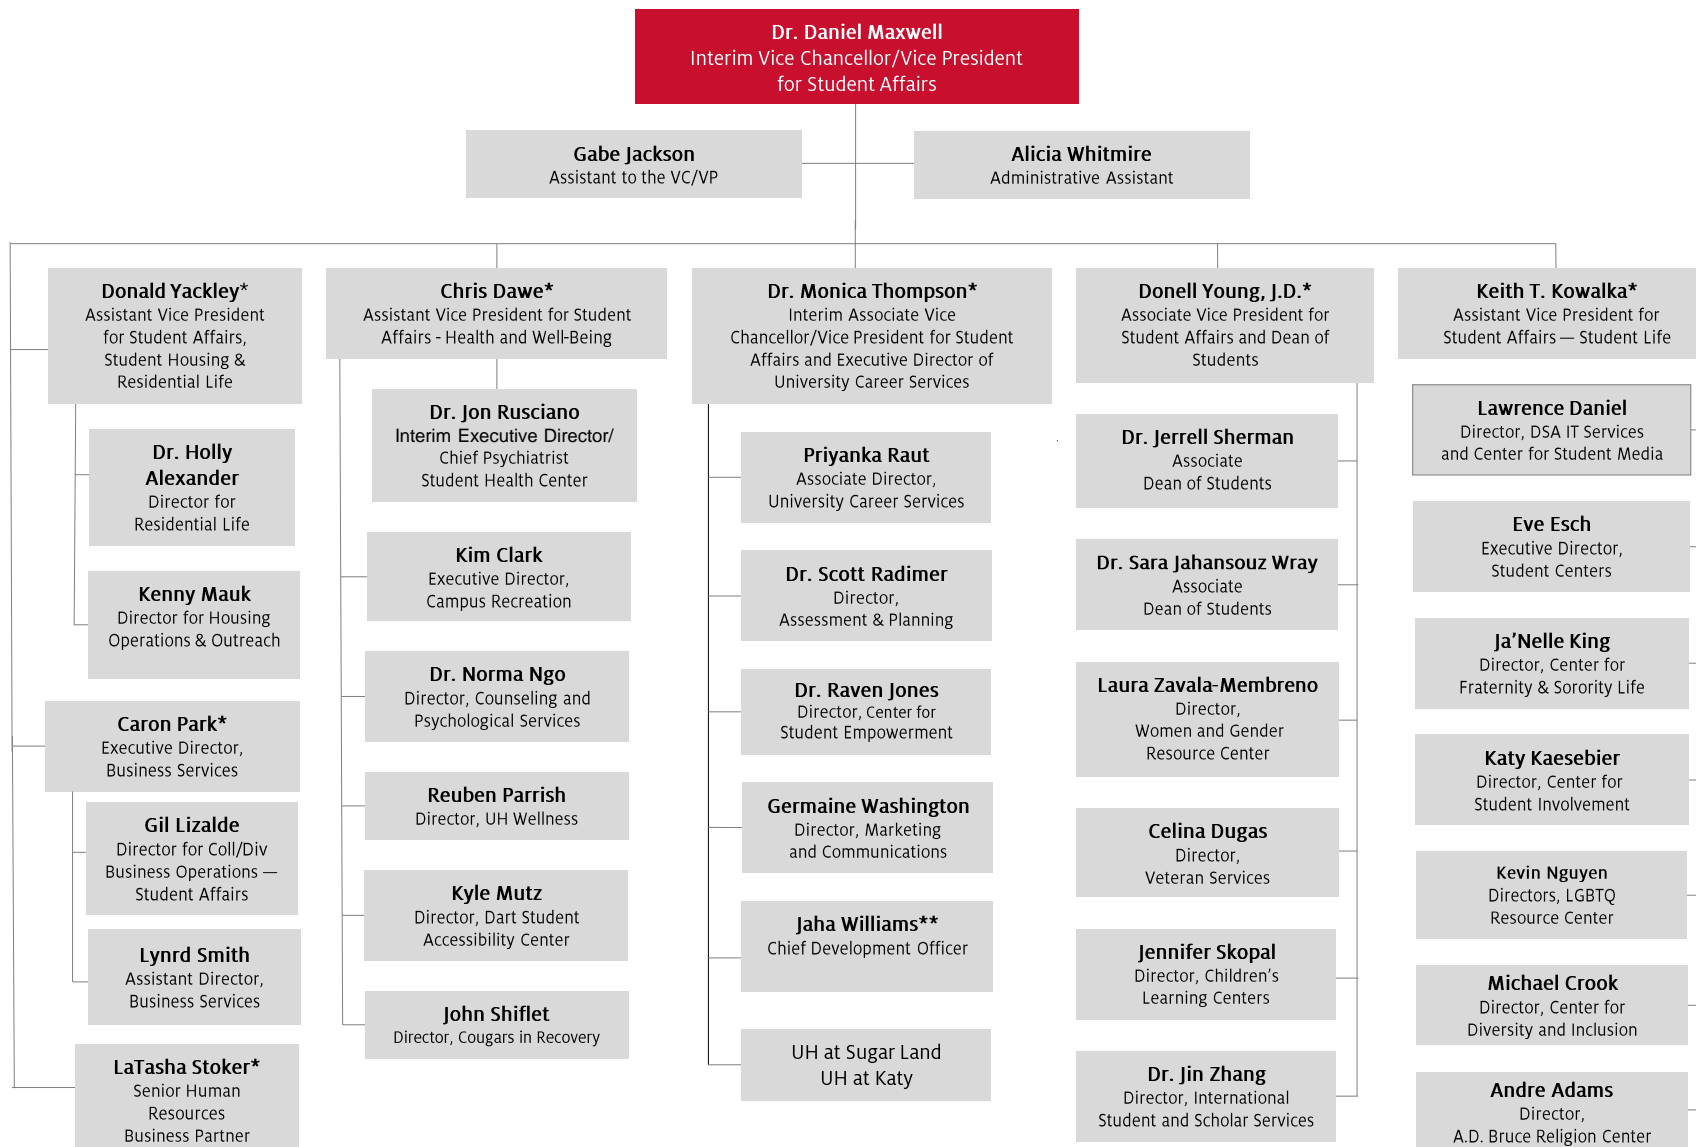 Dr. Daniel Maxwell
Interim Vice Chancellor/Vice President
for Student Affairs
Gabe Jackson
Assistant to the VC/VP
Alicia Whitmire
Administrative Assistant
Donald Yackley*
Assistant Vice President
for Student Affairs,
Student Housing &
Residential Life
Dr. Holly
Alexander
Director for
Residential Life
Kenny Mauk
Director for Housing
Operations & Outreach
Caron Park*
Executive Director,
Business Services
Gil Lizalde
Director for Coll/Div
Business Operations —
Student Affairs
Lynrd Smith
Assistant Director,
Business Services
LaTasha Stoker*
Senior Human
Resources
Business Partner
Chris Dawe*
Assistant Vice President for Student
Affairs - Health and Well-Being
Dr. Jon Rusciano
Interim Executive Director/
Chief Psychiatrist
Student Health Center
Kim Clark
Executive Director,
Campus Recreation
Dr. Norma Ngo
Director, Counseling and
Psychological Services
Reuben Parrish
Director, UH Wellness
Kyle Mutz
Director, Dart Student
Accessibility Center
John Shiflet
Director, Cougars in Recovery
Dr. Monica Thompson*
Interim Associate Vice
Chancellor/Vice President for Student
Affairs and Executive Director of
University Career Services
Priyanka Raut
Associate Director,
University Career Services
Dr. Scott Radimer
Director,
Assessment & Planning
Dr. Raven Jones
Director, Center for
Student Empowerment
Germaine Washington
Director, Marketing
and Communications
Jaha Williams**
Chief Development Officer
UH at Sugar Land
UH at Katy
Donell Young, J.D.*
Associate Vice President for
Student Affairs and Dean of
Students
Dr. Jerrell Sherman
Associate
Dean of Students
Dr. Sara Jahansouz Wray
Associate
Dean of Students
Laura Zavala-Membreno
Director,
Women and Gender
Resource Center
Celina Dugas
Director,
Veteran Services
Jennifer Skopal
Director, Children’s
Learning Centers
Dr. Jin Zhang
Director, International
Student and Scholar Services
Keith T. Kowalka*
Assistant Vice President for
Student Affairs — Student Life
Lawrence Daniel
Director, DSA IT Services
and Center for Student Media
Eve Esch
Executive Director,
Student Centers
Ja’Nelle King
Director, Center for
Fraternity & Sorority Life
Katy Kaesebier
Director, Center for
Student Involvement
Kevin Nguyen
Directors, LGBTQ
Resource Center
Michael Crook
Director, Center for
Diversity and Inclusion
Andre Adams
Director,
A.D. Bruce Religion Center